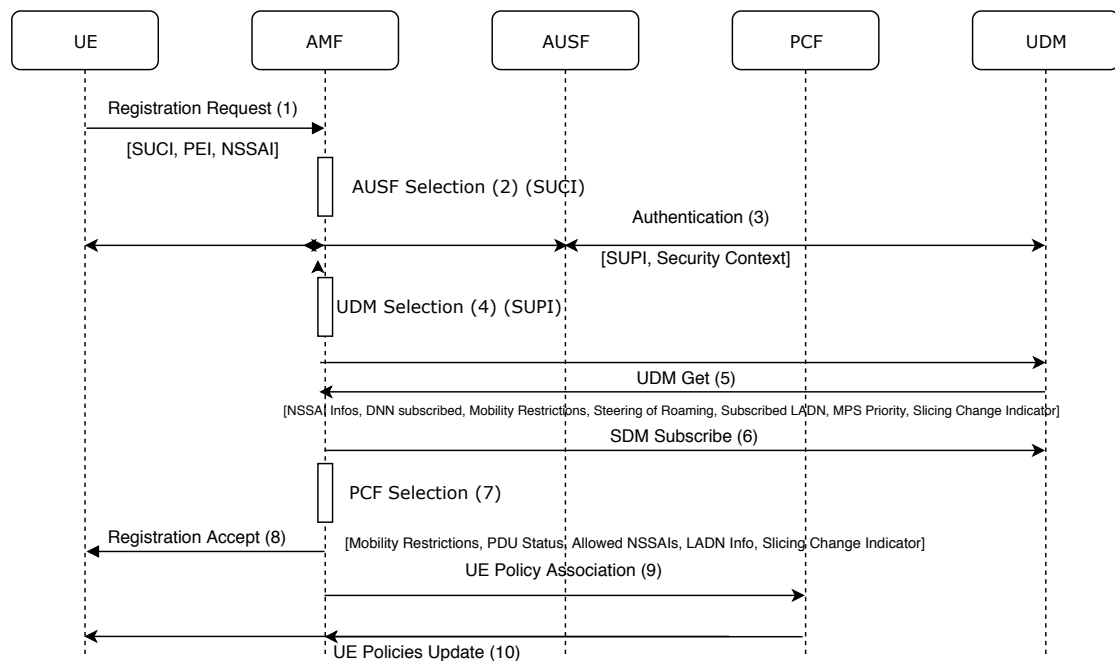 UE
AMF
AUSF
PCF
UDM
Registration Request (1)
[SUCI, PEI, NSSAI]
AUSF Selection (2) (SUCI)
Authentication (3)
[SUPI, Security Context]
UDM Selection (4) (SUPI)
UDM Get (5)
[NSSAI Infos, DNN subscribed, Mobility Restrictions, Steering of Roaming, Subscribed LADN, MPS Priority, Slicing Change Indicator]
SDM Subscribe (6)
PCF Selection (7)
Registration Accept (8)
[Mobility Restrictions, PDU Status, Allowed NSSAIs, LADN Info, Slicing Change Indicator]
UE Policy Association (9)
UE Policies Update (10)